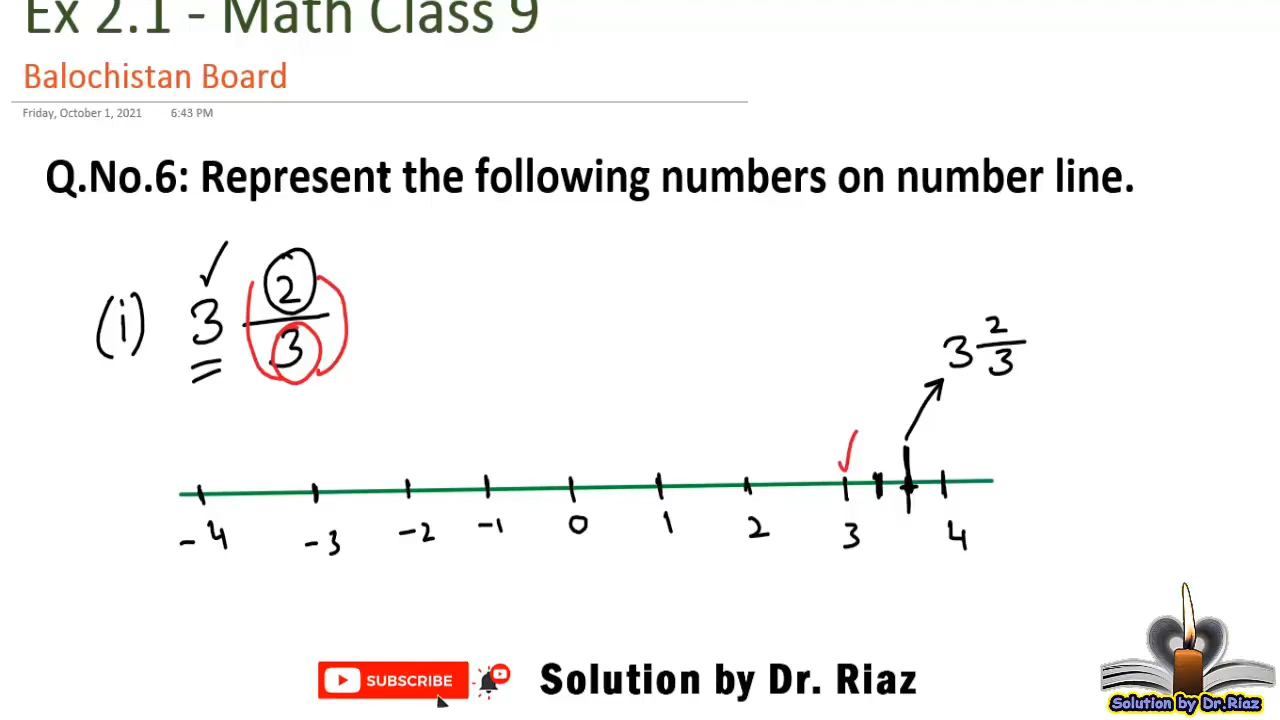 Ex 2.1 - Math Class 9
Balochistan Board
Friday, October 1, 2021 6:43 PM
Q.No.6: Represent the following numbers on number line.
(i) 3 2/3
3 2/3
-4 -3 -2 -1 0 1 2 3 4
SUBSCRIBE
Solution by Dr. Riaz
Solution by Dr.Riaz